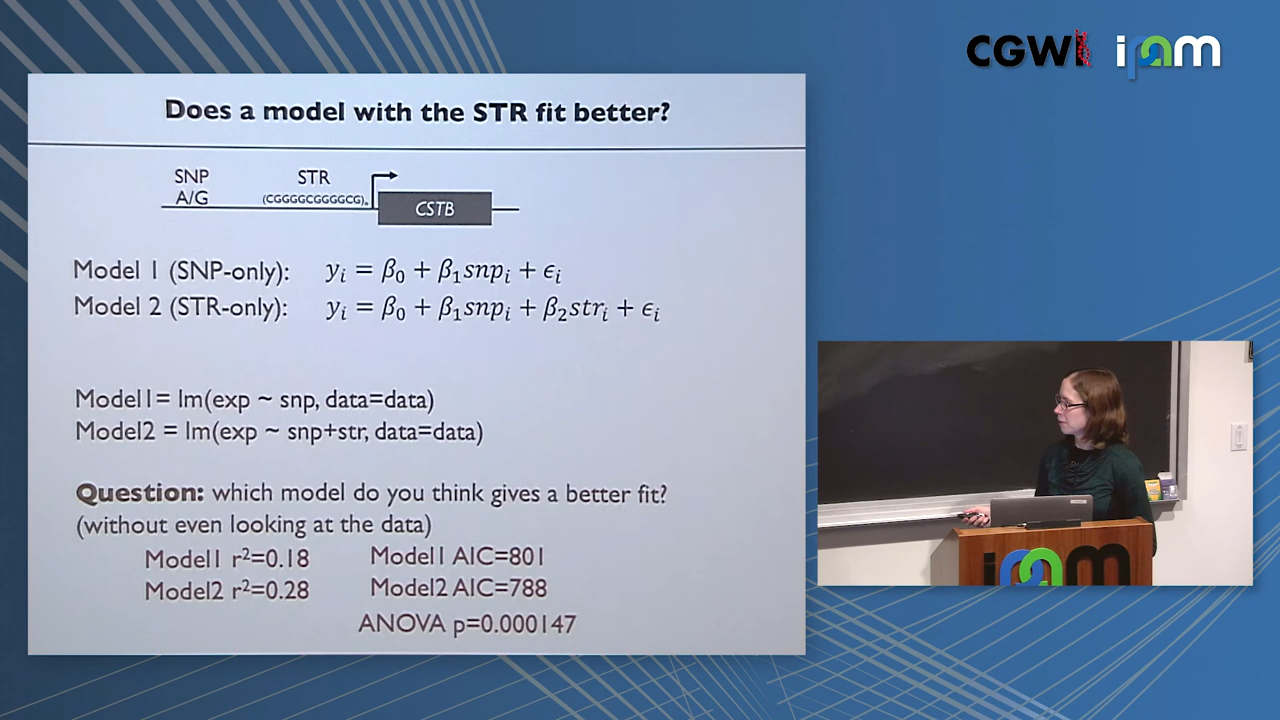 CGWI ipam
Does a model with the STR fit better?
SNP STR
A/G (CGGGGCGGGGCG)n
CSTB
Model 1 (SNP-only): yᵢ = β₀ + β₁snpᵢ + ϵᵢ
Model 2 (STR-only): yᵢ = β₀ + β₁snpᵢ + β₂strᵢ + ϵᵢ
Model1= lm(exp ~ snp, data=data)
Model2 = lm(exp ~ snp+str, data=data)
Question: which model do you think gives a better fit?
(without even looking at the data)
Model1 r²=0.18 Model1 AIC=801
Model2 r²=0.28 Model2 AIC=788
ANOVA p=0.000147
ipam